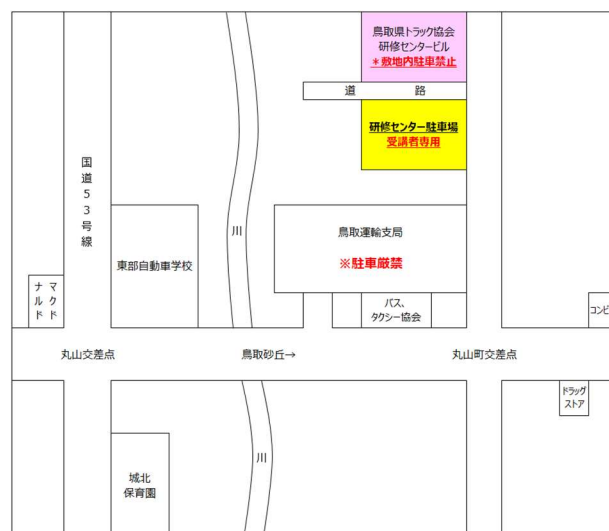 鳥取県トラック協会
研修センタービル
＊敷地内駐車禁止
道　路
研修センター駐車場
受講者専用
国道５３号線
川
鳥取運輸支局
※駐車厳禁
東部自動車学校
マクド
ナルド
バス、
タクシー協会
コンビ
丸山交差点
鳥取砂丘→
丸山町交差点
ドラッグ
ストア
川
城北
保育園